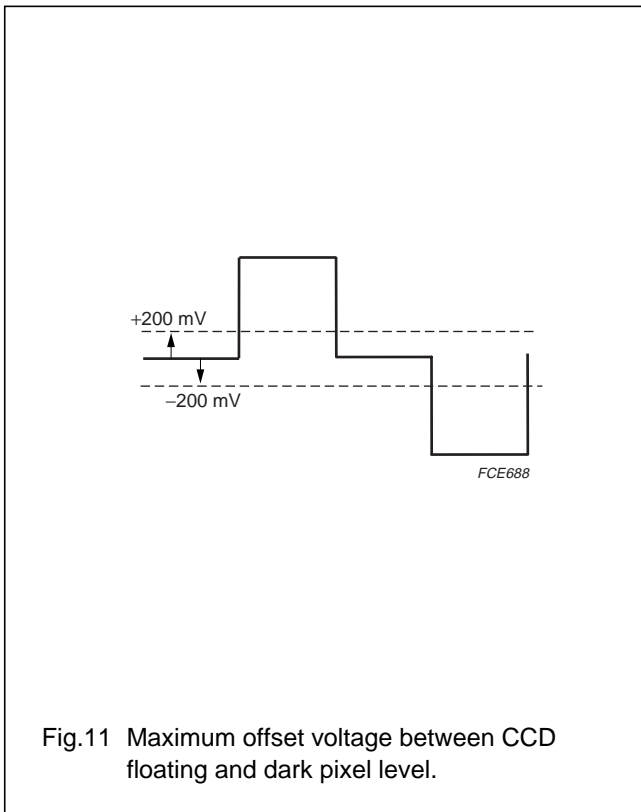 +200 mV
−200 mV
FCE688
Fig.11 Maximum offset voltage between CCD
floating and dark pixel level.